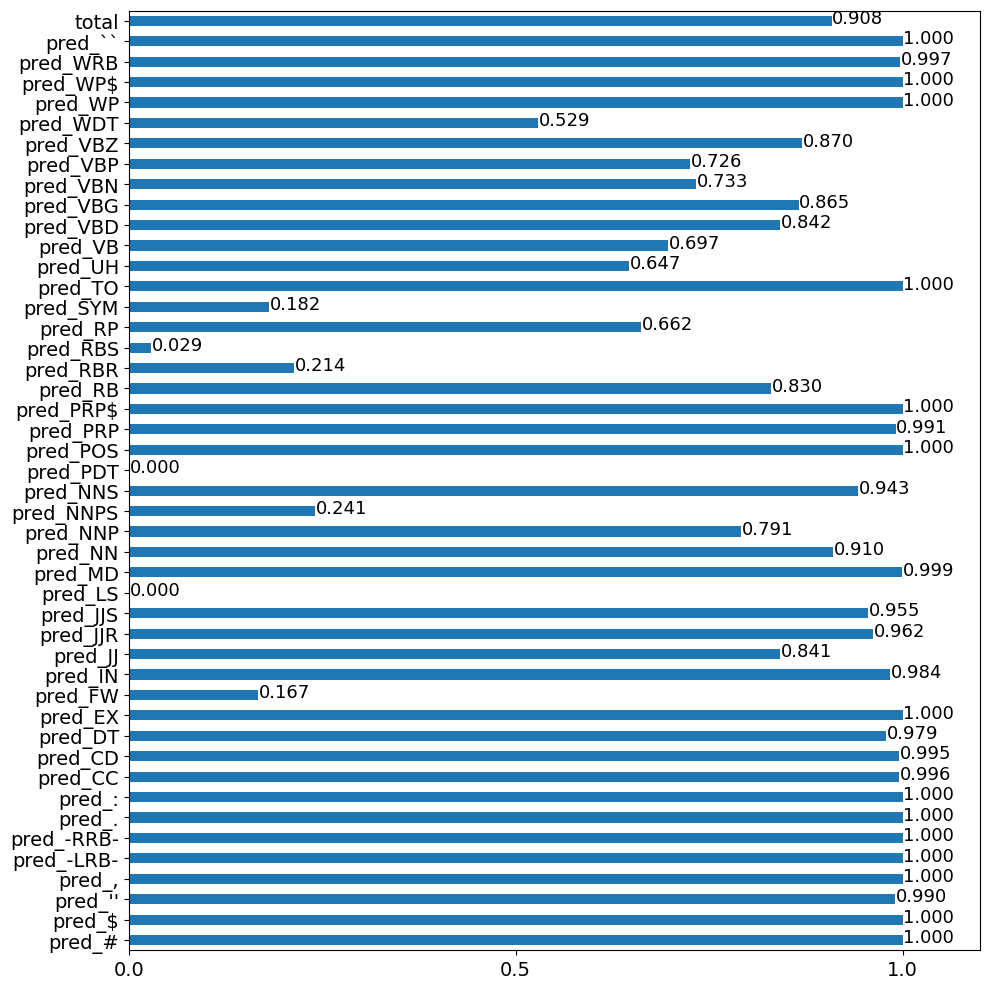 total 0.908
pred_`` 1.000
pred_WRB 0.997
pred_WP$ 1.000
pred_WP 1.000
pred_WDT 0.529
pred_VBZ 0.870
pred_VBP 0.726
pred_VBN 0.733
pred_VBG 0.865
pred_VBD 0.842
pred_VB 0.697
pred_UH 0.647
pred_TO 1.000
pred_SYM 0.182
pred_RP 0.662
pred_RBS 0.029
pred_RBR 0.214
pred_RB 0.830
pred_PRP$ 1.000
pred_PRP 0.991
pred_POS 1.000
pred_PDT 0.000
pred_NNS 0.943
pred_NNPS 0.241
pred_NNP 0.791
pred_NN 0.910
pred_MD 0.999
pred_LS 0.000
pred_JJS 0.955
pred_JJR 0.962
pred_JJ 0.841
pred_IN 0.984
pred_FW 0.167
pred_EX 1.000
pred_DT 0.979
pred_CD 0.995
pred_CC 0.996
pred_: 1.000
pred_. 1.000
pred_-RRB- 1.000
pred_-LRB- 1.000
pred_, 1.000
pred_'' 0.990
pred_$ 1.000
pred_# 1.000
0.0 0.5 1.0